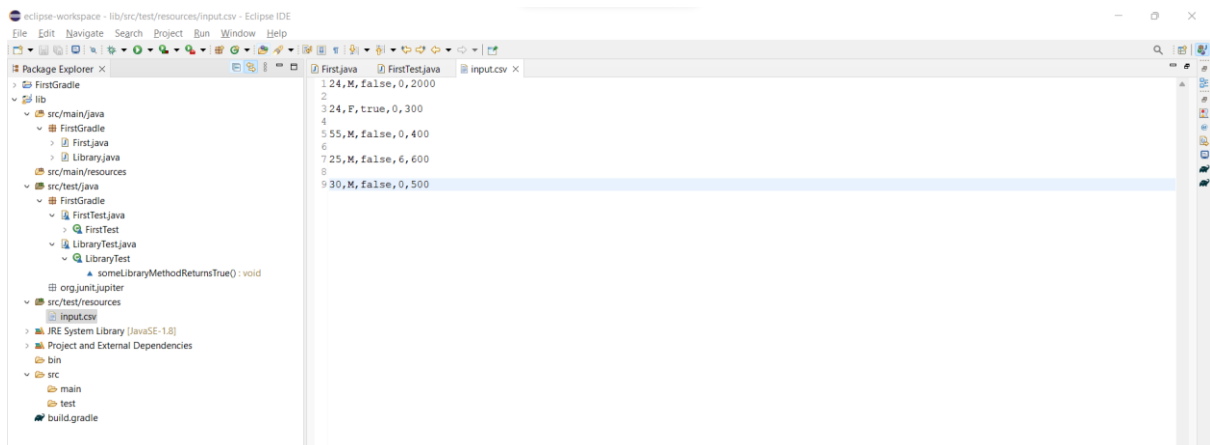 eclipse-workspace - lib/src/test/resources/input.csv - Eclipse IDE
File Edit Navigate Search Project Run Window Help
Package Explorer
First.java FirstTest.java input.csv
FirstGradle
lib
src/main/java
FirstGradle
First.java
Library.java
src/main/resources
src/test/java
FirstGradle
FirstTest.java
FirstTest
LibraryTest.java
LibraryTest
someLibraryMethodReturnsTrue() : void
org.junit.jupiter
src/test/resources
input.csv
JRE System Library [JavaSE-1.8]
Project and External Dependencies
bin
src
main
test
build.gradle
1 24,M,false,0,2000
2
3 24,F,true,0,300
4
5 55,M,false,0,400
6
7 25,M,false,6,600
8
9 30,M,false,0,500